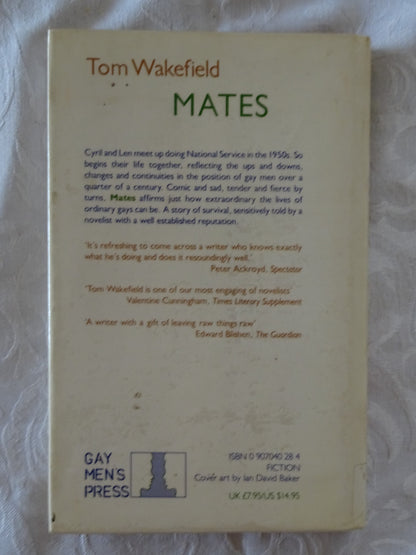 Tom Wakefield
MATES
Cyril and Len meet up doing National Service in the 1950s. So
begins their life together, reflecting the ups and downs,
changes and continuities in the position of gay men over a
quarter of a century. Comic and sad, tender and fierce by
turns, Mates affirms just how extraordinary the lives of
ordinary gays can be. A story of survival, sensitively told by a
novelist with a well established reputation.
'It's refreshing to come across a writer who knows exactly
what he's doing and does it resoundingly well.'
Peter Ackroyd, Spectator
'Tom Wakefield is one of our most engaging of novelists'
Valentine Cunningham, Times Literary Supplement
'A writer with a gift of leaving raw things raw'
Edward Blishen, The Guardian
GAY
MEN'S
PRESS
ISBN 0 907040 28 4
FICTION
Cover art by Ian David Baker
UK £7.95/US $14.95